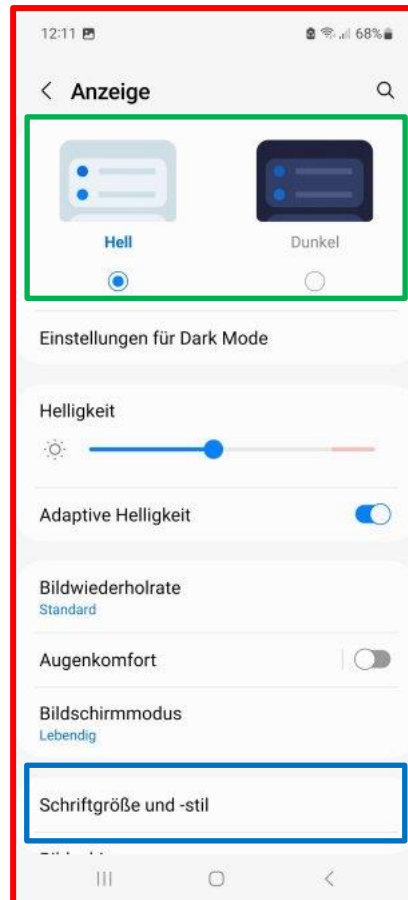 12:11
68%
Anzeige
Hell
Dunkel
Einstellungen für Dark Mode
Helligkeit
Adaptive Helligkeit
Bildwiederholrate
Standard
Augenkomfort
Bildschirmmodus
Lebendig
Schriftgröße und -stil